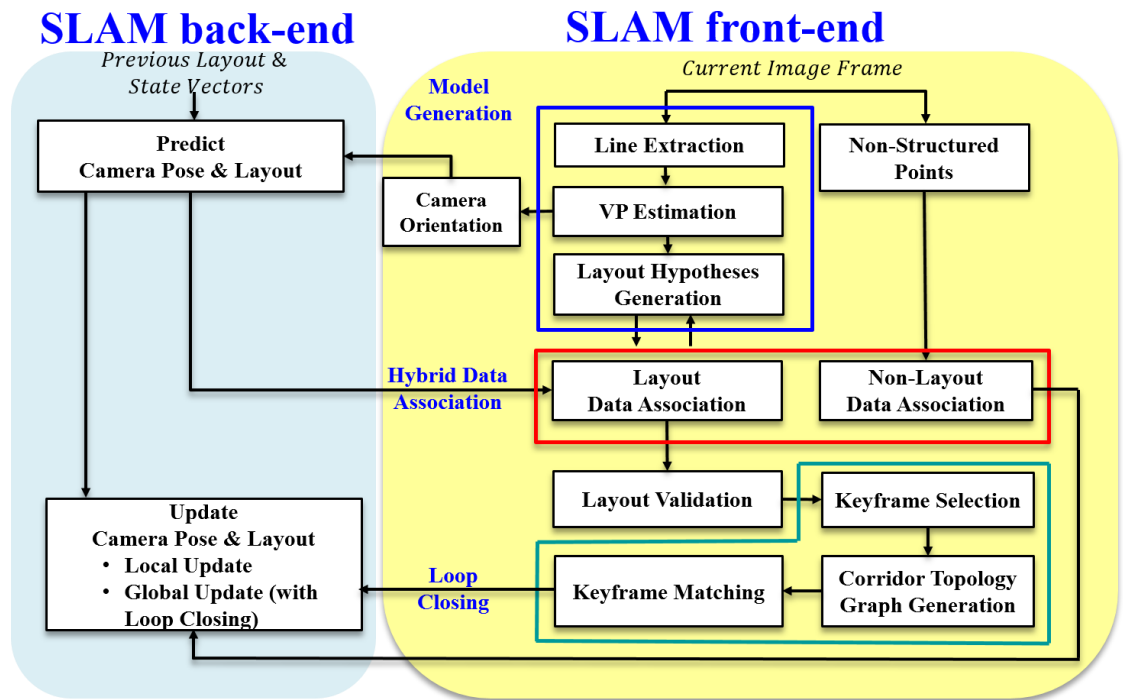 SLAM back-end
SLAM front-end
Previous Layout &
State Vectors
Current Image Frame
Model
Generation
Predict
Camera Pose & Layout
Camera
Orientation
Line Extraction
VP Estimation
Layout Hypotheses
Generation
Non-Structured
Points
Hybrid Data
Association
Layout
Data Association
Non-Layout
Data Association
Layout Validation
Keyframe Selection
Update
Camera Pose & Layout
• Local Update
• Global Update (with
Loop Closing)
Loop
Closing
Keyframe Matching
Corridor Topology
Graph Generation